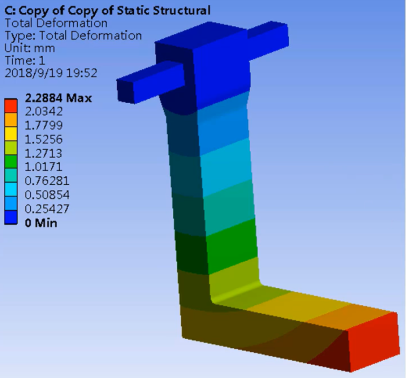 C: Copy of Copy of Static Structural
Total Deformation
Type: Total Deformation
Unit: mm
Time: 1
2018/9/19 19:52
2.2884 Max
2.0342
1.7799
1.5256
1.2713
1.0171
0.76281
0.50854
0.25427
0 Min